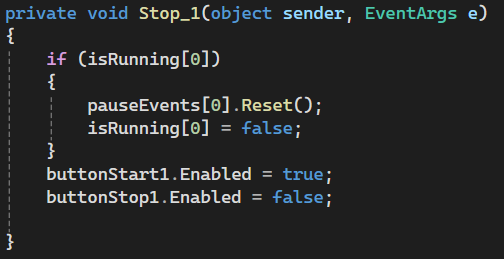 private void Stop_1(object sender, EventArgs e)
{
    if (isRunning[0])
    {
        pauseEvents[0].Reset();
        isRunning[0] = false;
    }
    buttonStart1.Enabled = true;
    buttonStop1.Enabled = false;

}